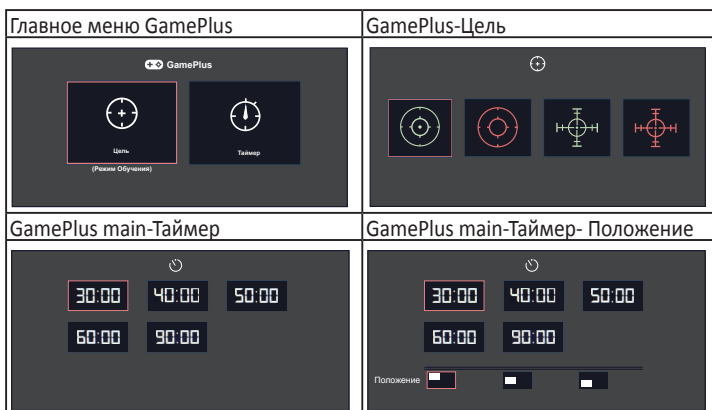 Главное меню GamePlus
GamePlus-Цель
GamePlus
Цель
(Режим Обучения)
Таймер
GamePlus main-Таймер
GamePlus main-Таймер- Положение
30:00 40:00 50:00
60:00 90:00
30:00 40:00 50:00
60:00 90:00
Положение